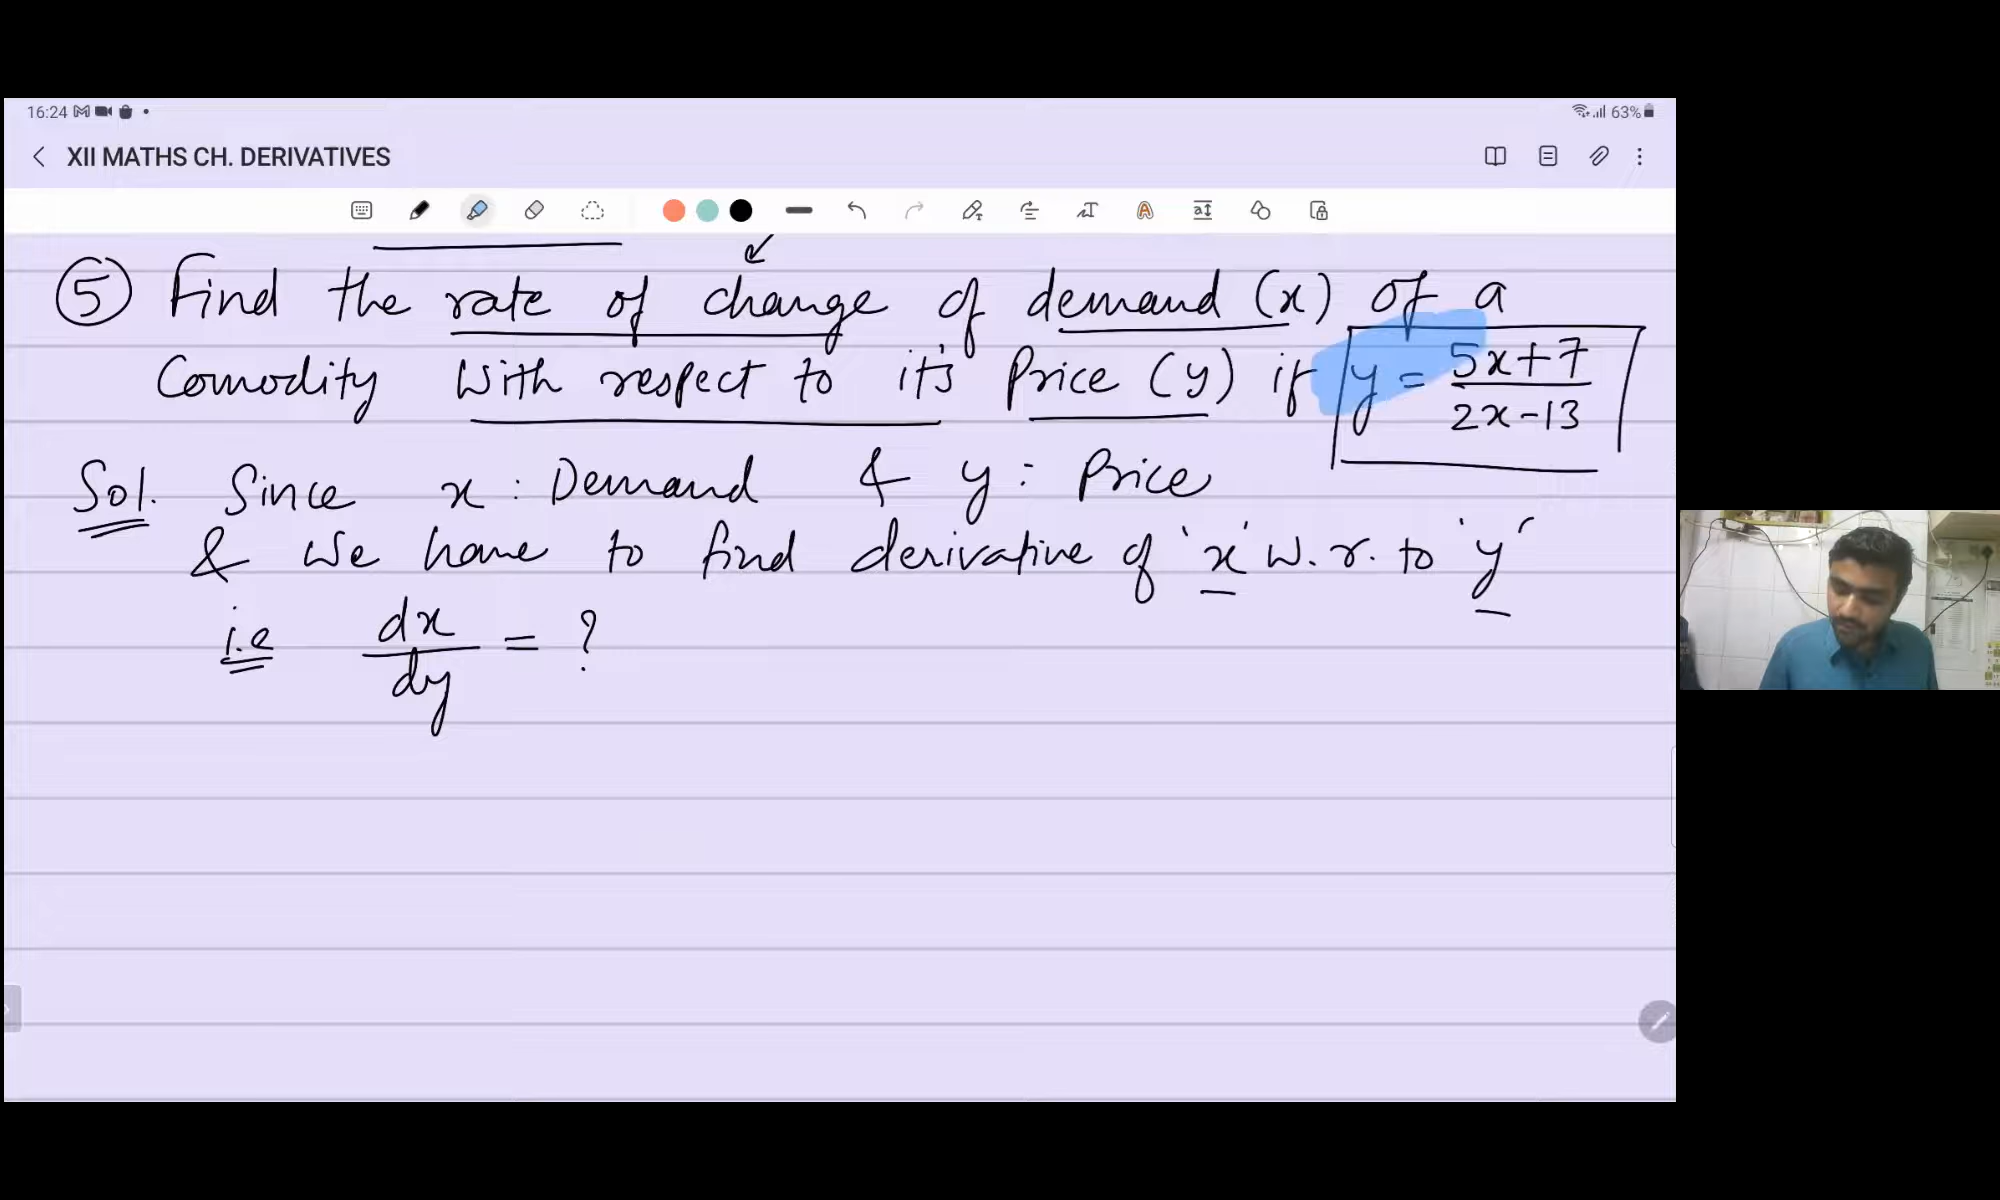 16:24
63%
XII MATHS CH. DERIVATIVES
⑤ Find the rate of change of demand (x) of a
Comodity With respect to it's Price (y) if y = 5x+7 / 2x-13
Sol. Since x : Demand & y : Price
& We have to find derivative of 'x' w.r. to 'y'
i.e dx/dy = ?